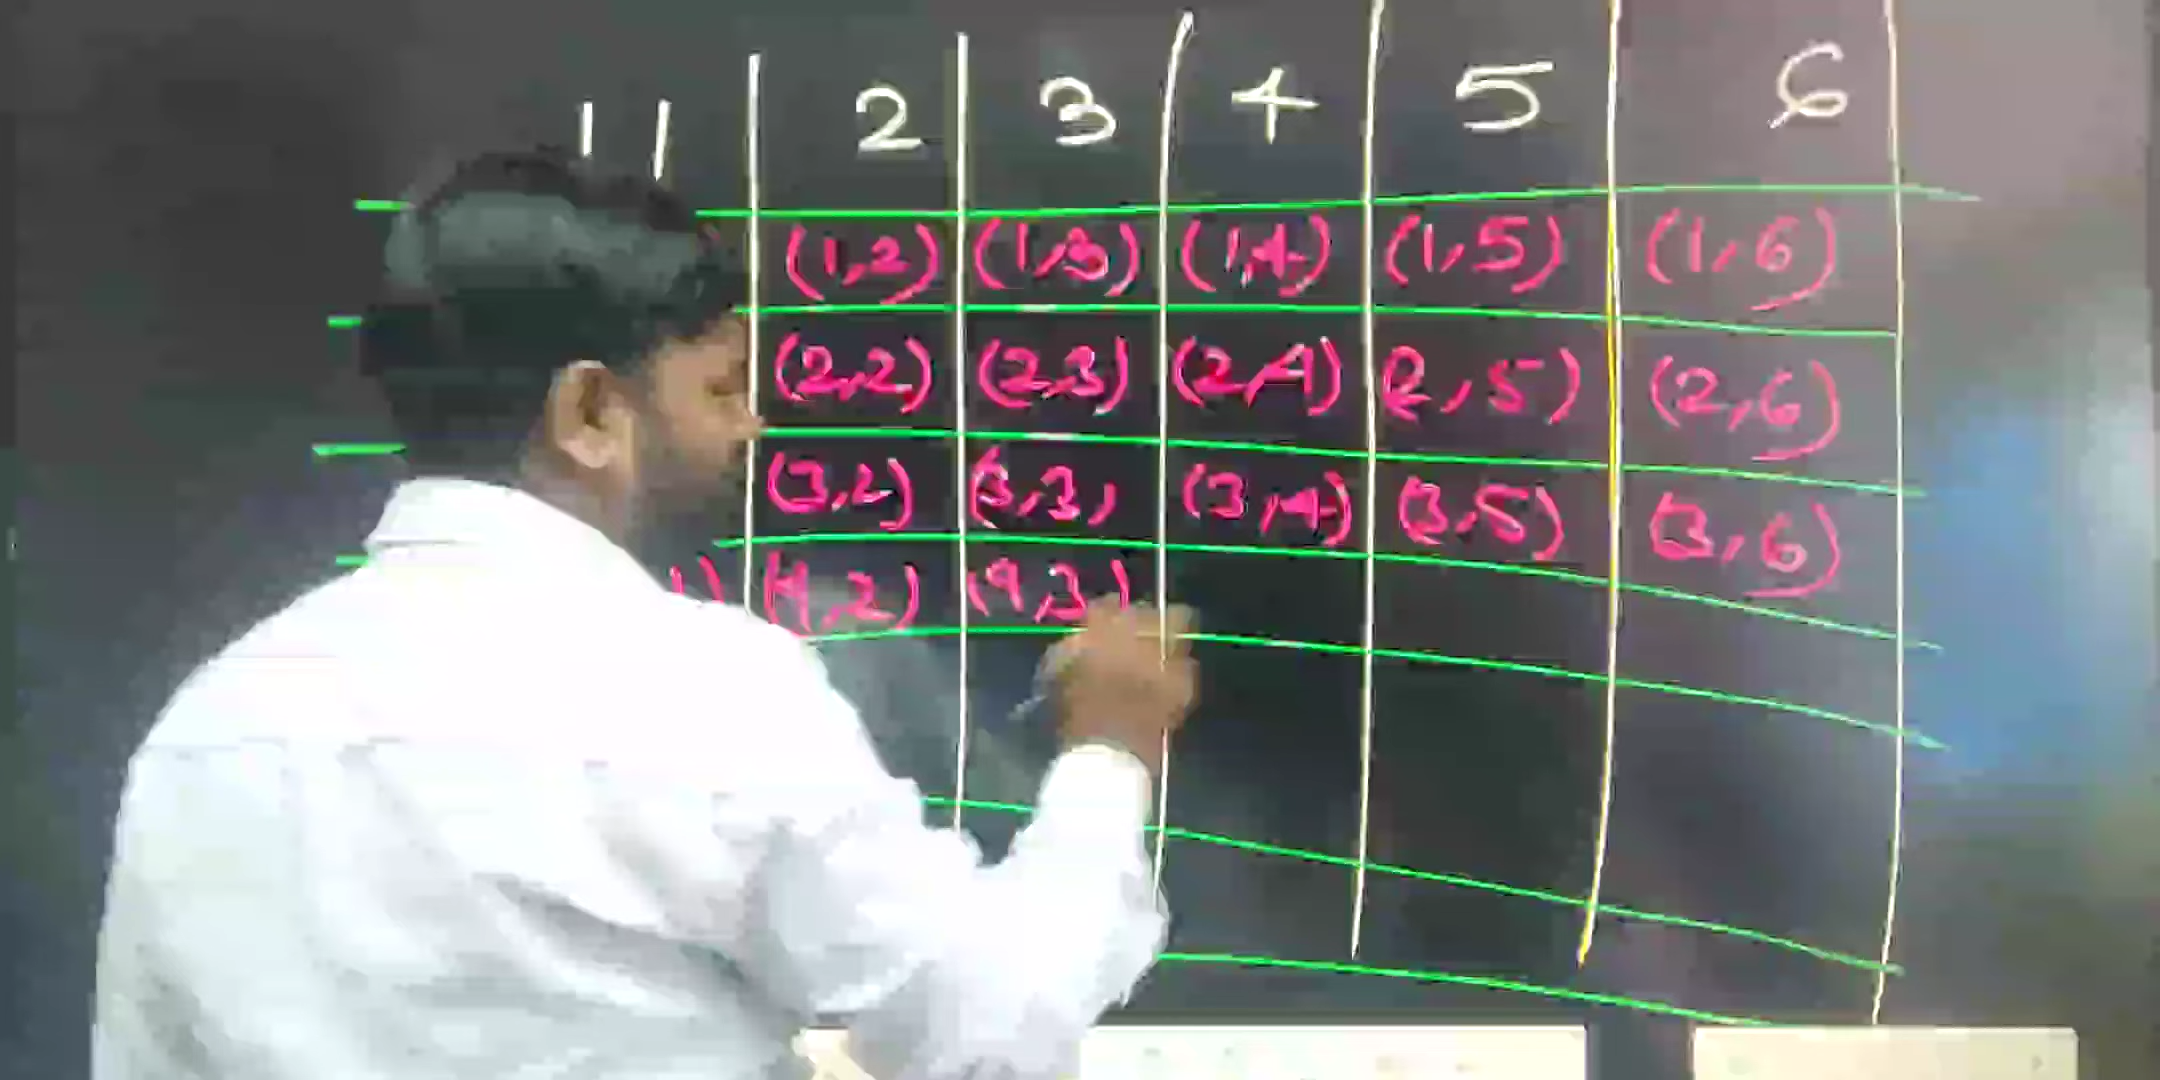 1 2 3 4 5 6
(1,2) (1,3) (1,4) (1,5) (1,6)
(2,2) (2,3) (2,4) (2,5) (2,6)
(3,2) (3,3) (3,4) (3,5) (3,6)
1) (4,2) (4,3)